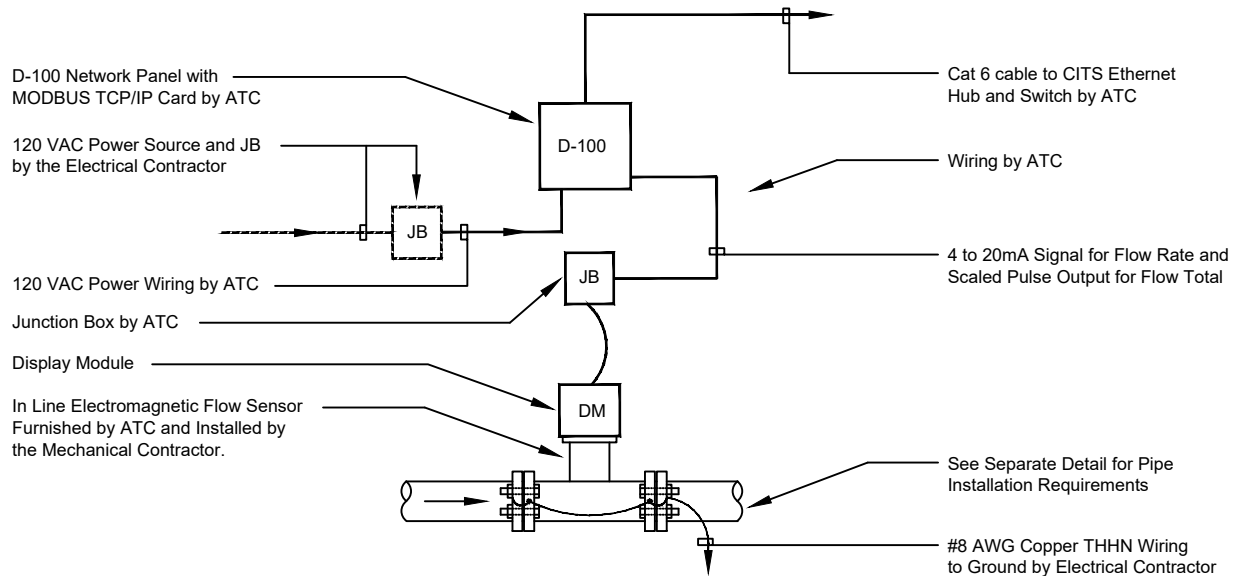 D-100 Network Panel with
MODBUS TCP/IP Card by ATC
120 VAC Power Source and JB
by the Electrical Contractor
JB
120 VAC Power Wiring by ATC
Junction Box by ATC
Display Module
In Line Electromagnetic Flow Sensor
Furnished by ATC and Installed by
the Mechanical Contractor.
D-100
JB
DM
Cat 6 cable to CITS Ethernet
Hub and Switch by ATC
Wiring by ATC
4 to 20mA Signal for Flow Rate and
Scaled Pulse Output for Flow Total
See Separate Detail for Pipe
Installation Requirements
#8 AWG Copper THHN Wiring
to Ground by Electrical Contractor